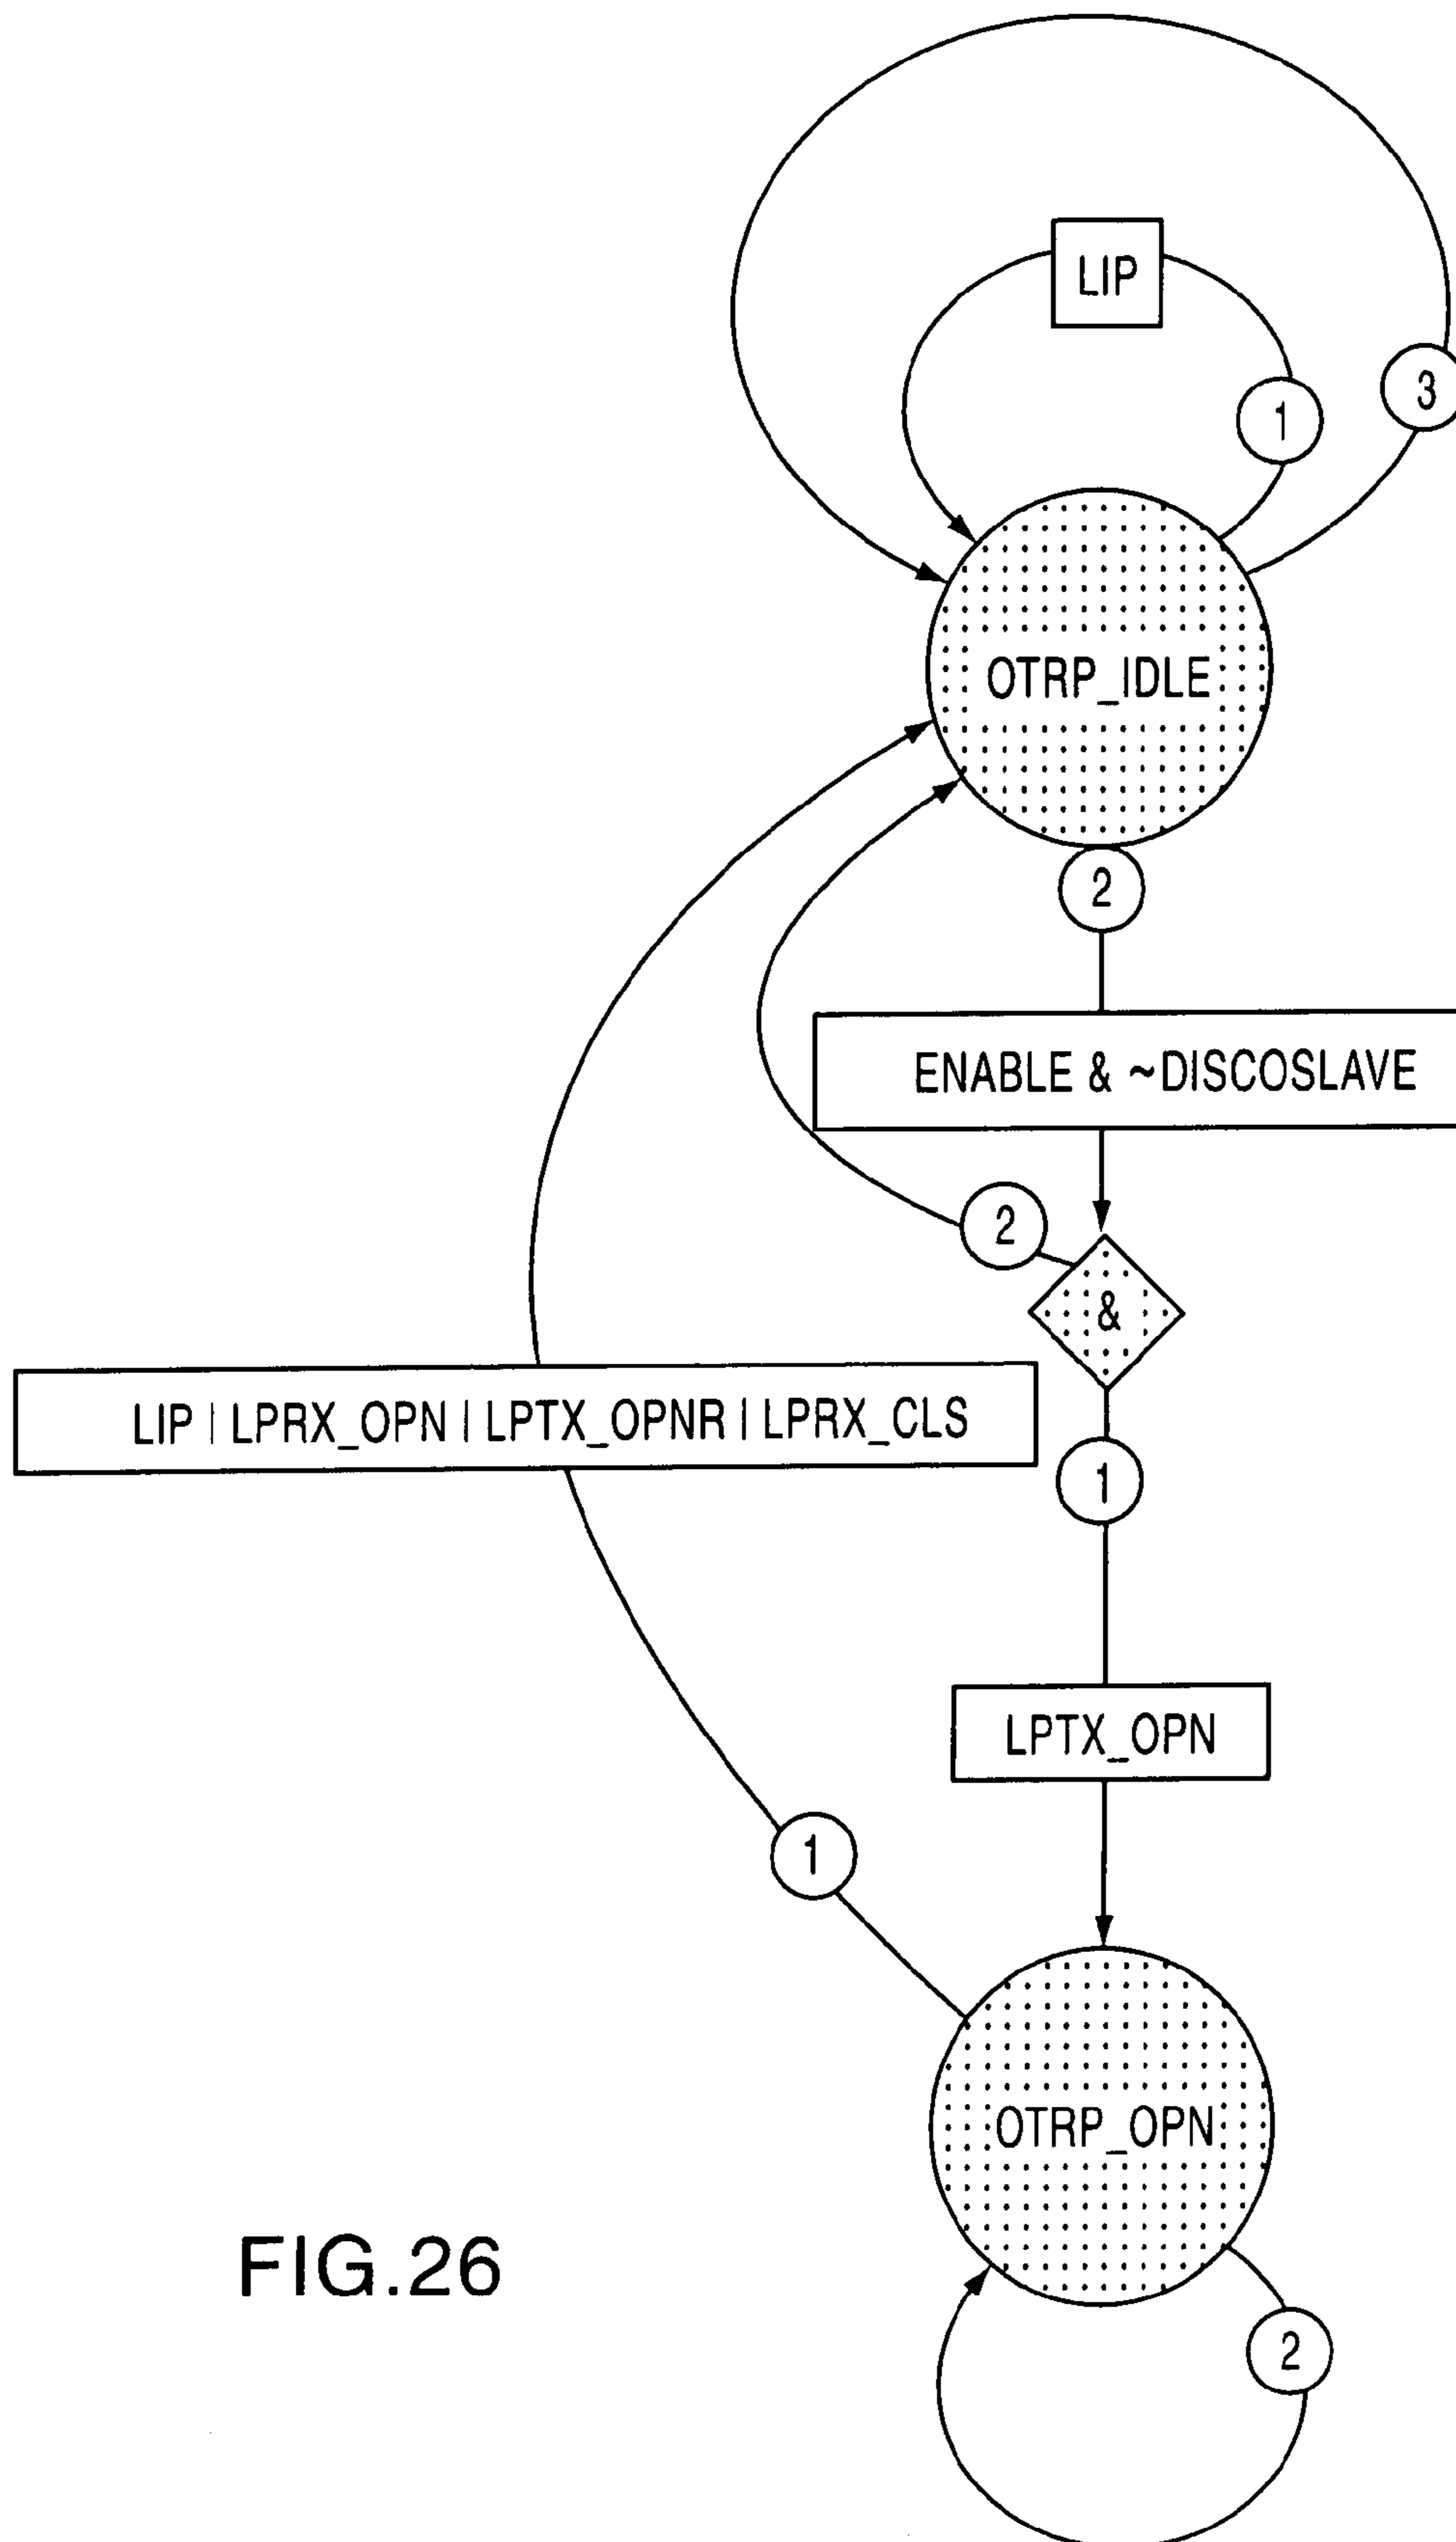 LIP
3
1
OTRP_IDLE
2
ENABLE & ~DISCOSLAVE
2
&
LIP | LPRX_OPN | LPTX_OPNR | LPRX_CLS
1
LPTX_OPN
1
OTRP_OPN
FIG.26
2